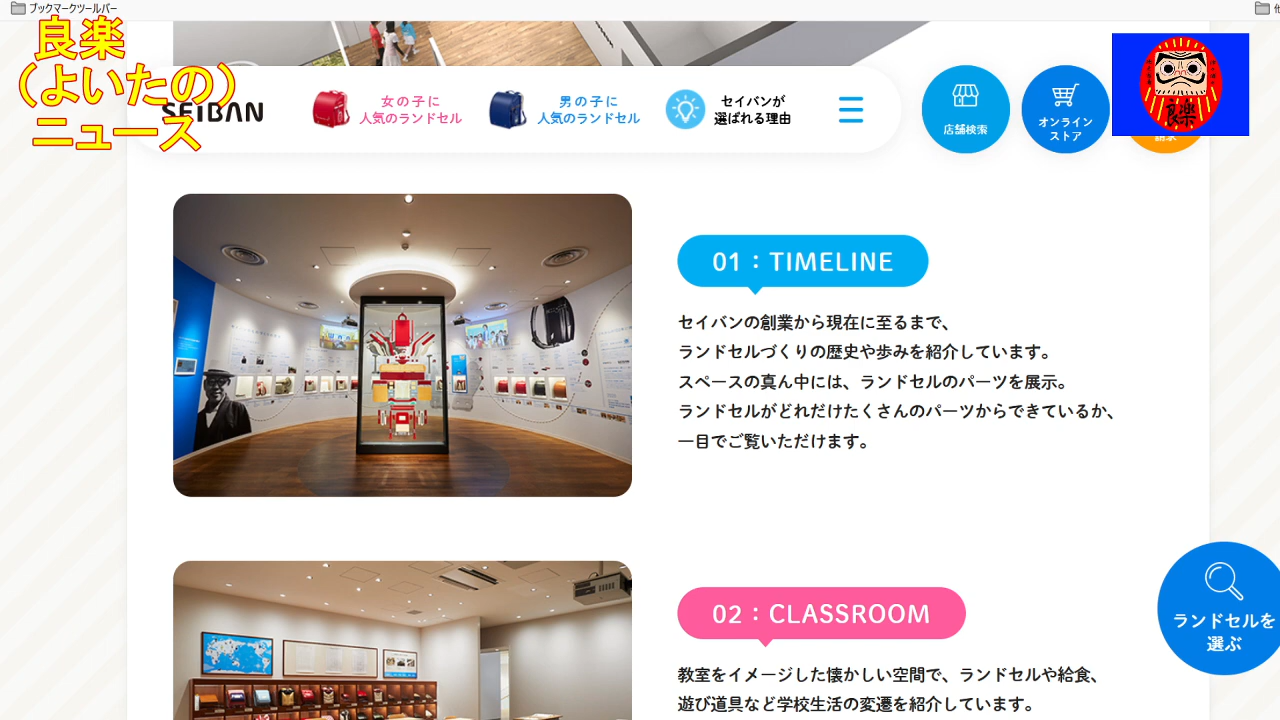 ブックマークツールバー
良楽
（よいたの）
ニュース
SEIBAN
女の子に
人気のランドセル
男の子に
人気のランドセル
セイバンが
選ばれる理由
店舗検索
オンライン
ストア
良楽
01：TIMELINE
セイバンの創業から現在に至るまで、
ランドセルづくりの歴史や歩みを紹介しています。
スペースの真ん中には、ランドセルのパーツを展示。
ランドセルがどれだけたくさんのパーツからできているか、
一目でご覧いただけます。
02：CLASSROOM
教室をイメージした懐かしい空間で、ランドセルや給食、
遊び道具など学校生活の変遷を紹介しています。
ランドセルを
選ぶ